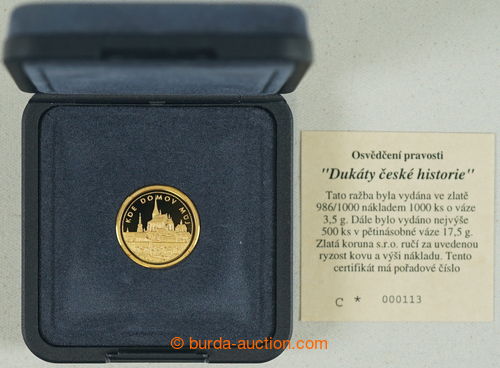 KDE DOMOV MŮJ
Osvědčení pravosti
"Dukáty české historie"
Tato ražba byla vydána ve zlatě
986/1000 nákladem 1000 ks o váze
3,5 g. Dále bylo vydáno nejvýše
500 ks v pětinásobné váze 17,5 g.
Zlatá koruna s.r.o. ručí za uvedenou
ryzost kovu a výši nákladu. Tento
certifikát má pořadové číslo
C * 000113
© burda-auction.com